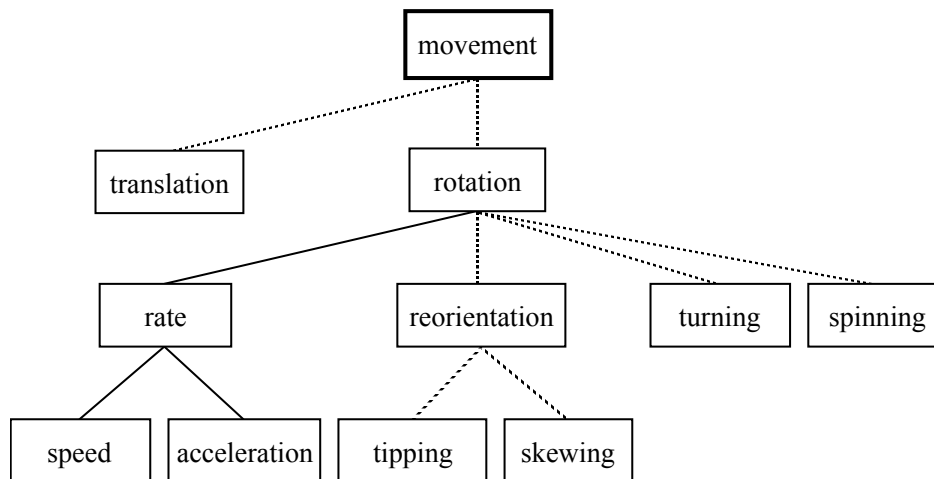 movement
translation
rotation
rate
reorientation
turning
spinning
speed
acceleration
tipping
skewing